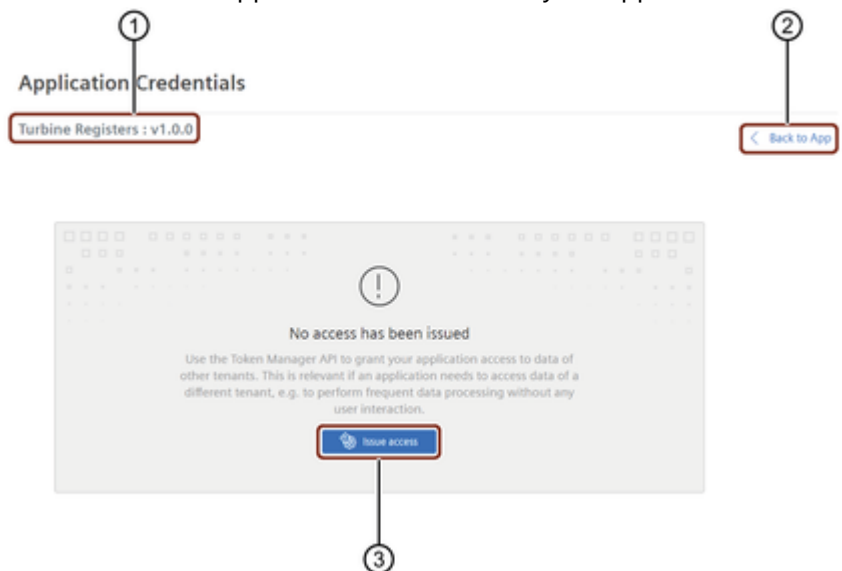 1
2
Application Credentials
Turbine Registers : v1.0.0
Back to App
No access has been issued
Use the Token Manager API to grant your application access to data of
other tenants. This is relevant if an application needs to access data of a
different tenant, e.g. to perform frequent data processing without any
user interaction.
Issue access
3